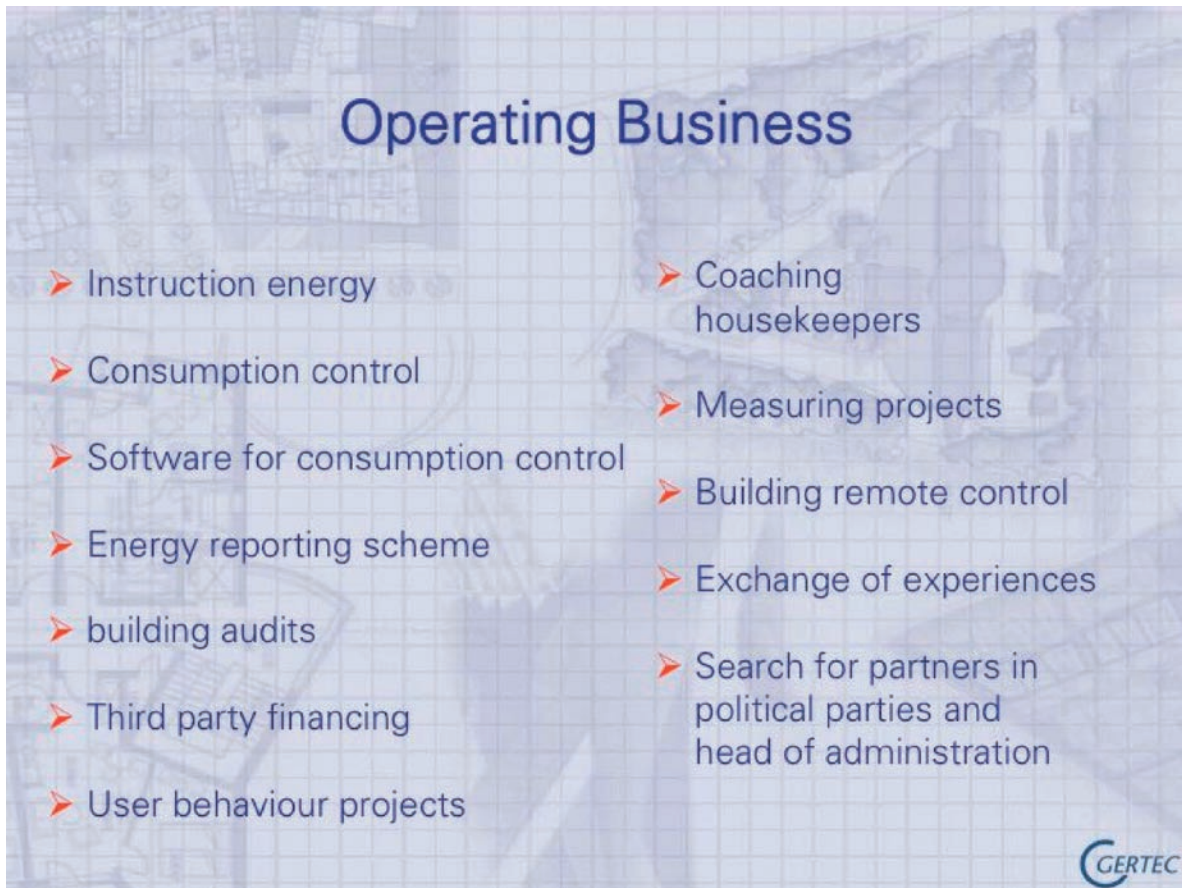 Operating Business
Instruction energy
Consumption control
Software for consumption control
Energy reporting scheme
building audits
Third party financing
User behaviour projects
Coaching
housekeepers
Measuring projects
Building remote control
Exchange of experiences
Search for partners in
political parties and
head of administration
GERTEC